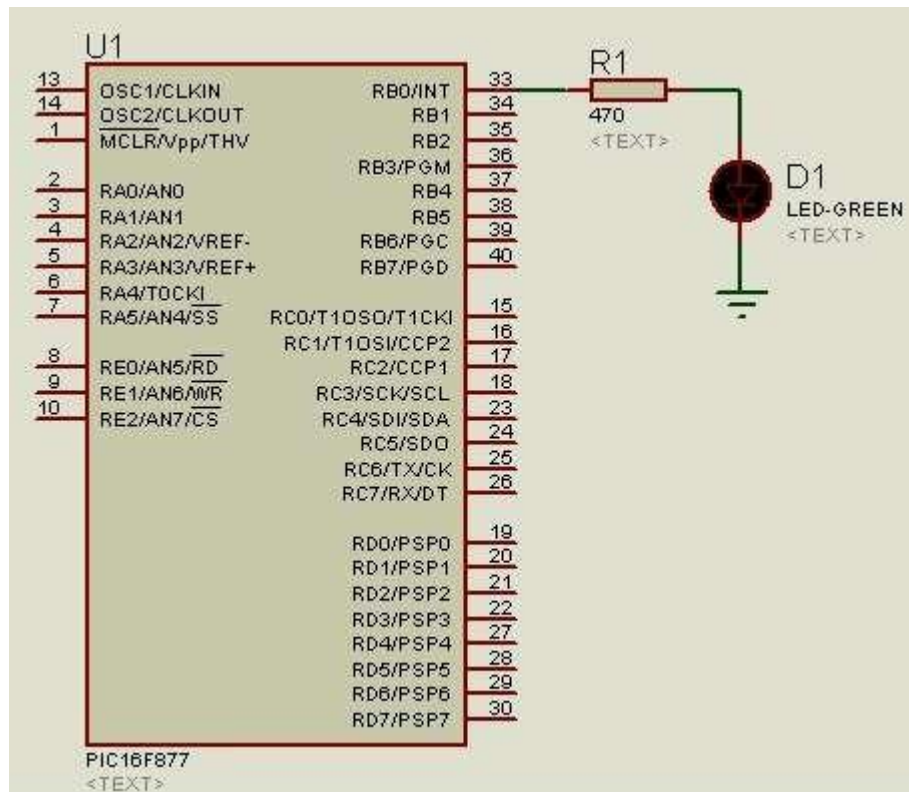 U1
13 OSC1/CLKIN
14 OSC2/CLKOUT
1 MCLR/Vpp/THV
2 RA0/AN0
3 RA1/AN1
4 RA2/AN2/VREF-
5 RA3/AN3/VREF+
6 RA4/T0CKI
7 RA5/AN4/SS
8 RE0/AN5/RD
9 RE1/AN6/WR
10 RE2/AN7/CS
RB0/INT 33
RB1 34
RB2 35
RB3/PGM 36
RB4 37
RB5 38
RB6/PGC 39
RB7/PGD 40
RC0/T1OSO/T1CKI 15
RC1/T1OSI/CCP2 16
RC2/CCP1 17
RC3/SCK/SCL 18
RC4/SDI/SDA 23
RC5/SDO 24
RC6/TX/CK 25
RC7/RX/DT 26
RD0/PSP0 19
RD1/PSP1 20
RD2/PSP2 21
RD3/PSP3 22
RD4/PSP4 27
RD5/PSP5 28
RD6/PSP6 29
RD7/PSP7 30
PIC16F877
<TEXT>
R1
470
<TEXT>
D1
LED-GREEN
<TEXT>